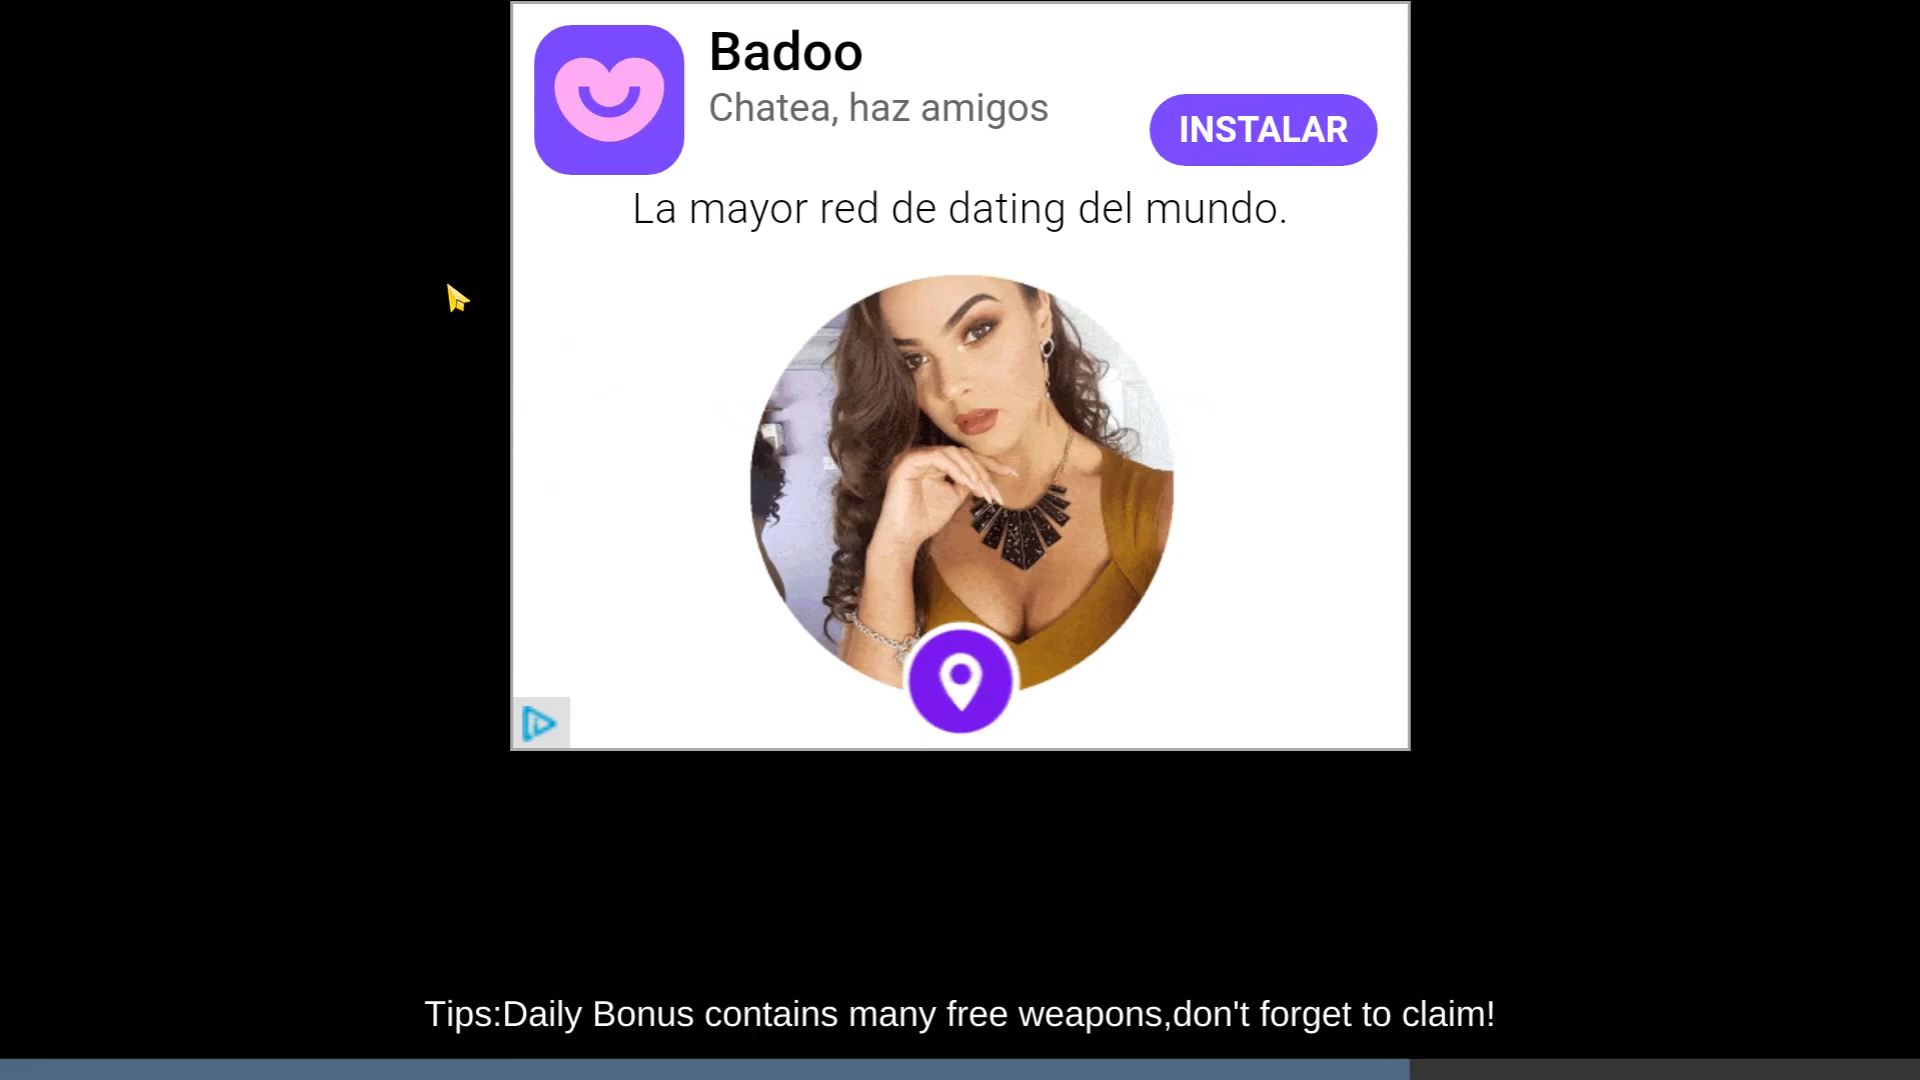 Badoo
Chatea, haz amigos
INSTALAR
La mayor red de dating del mundo.
Tips:Daily Bonus contains many free weapons,don't forget to claim!